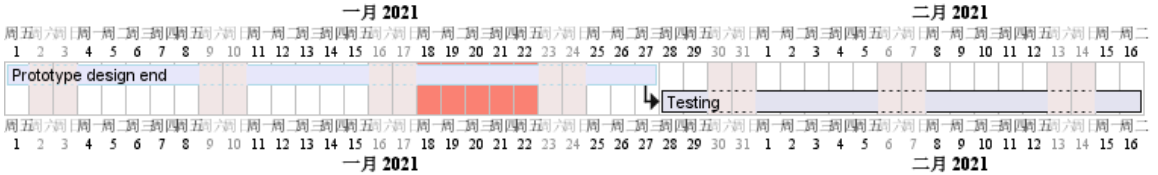 一月 2021 二月 2021
周五 周六 周日 周一 周二 周三 周四 周五 周六 周日 周一 周二 周三 周四 周五 周六 周日 周一 周二 周三 周四 周五 周六 周日 周一 周二 周三 周四 周五 周六 周日 周一 周二 周三 周四 周五 周六 周日 周一 周二 周三 周四 周五 周六 周日 周一 周二
1 2 3 4 5 6 7 8 9 10 11 12 13 14 15 16 17 18 19 20 21 22 23 24 25 26 27 28 29 30 31 1 2 3 4 5 6 7 8 9 10 11 12 13 14 15 16
Prototype design end
Testing
周五 周六 周日 周一 周二 周三 周四 周五 周六 周日 周一 周二 周三 周四 周五 周六 周日 周一 周二 周三 周四 周五 周六 周日 周一 周二 周三 周四 周五 周六 周日 周一 周二 周三 周四 周五 周六 周日 周一 周二 周三 周四 周五 周六 周日 周一 周二
1 2 3 4 5 6 7 8 9 10 11 12 13 14 15 16 17 18 19 20 21 22 23 24 25 26 27 28 29 30 31 1 2 3 4 5 6 7 8 9 10 11 12 13 14 15 16
一月 2021 二月 2021